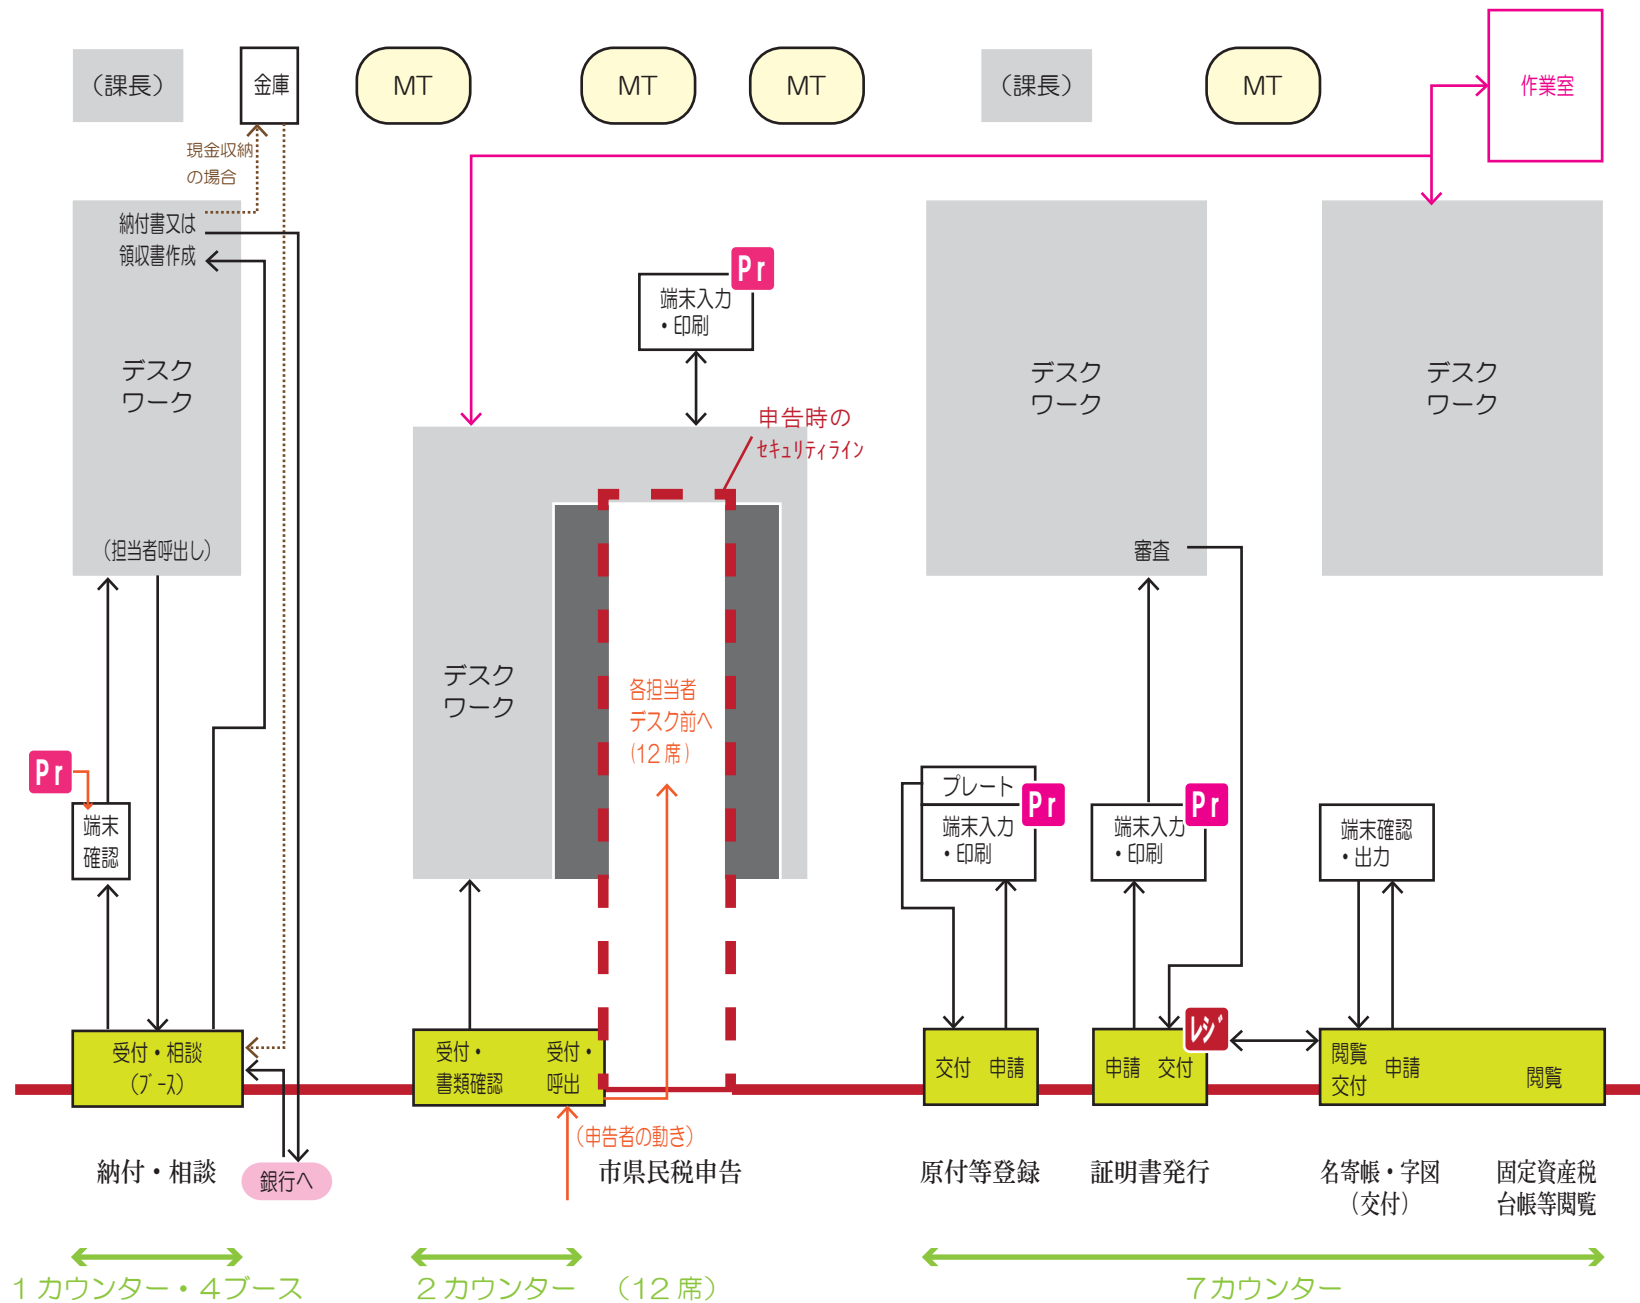 （課長）
金庫
MT
MT
MT
（課長）
MT
作業室
現金収納
の場合
納付書又は
領収書作成
Pr
端末入力
・印刷
デスク
ワーク
デスク
ワーク
デスク
ワーク
申告時の
セキュリティライン
（担当者呼出し）
審査
デスク
ワーク
各担当者
デスク前へ
（12席）
Pr
端末
確認
プレート
Pr
端末入力
・印刷
Pr
端末入力
・印刷
端末確認
・出力
受付・相談
（ブース）
受付・
書類確認
受付・
呼出
交付 申請
申請 交付
レジ
閲覧
交付
申請
閲覧
（申告者の動き）
納付・相談
銀行へ
市県民税申告
原付等登録
証明書発行
名寄帳・字図
（交付）
固定資産税
台帳等閲覧
1カウンター・4ブース
2カウンター （12席）
7カウンター